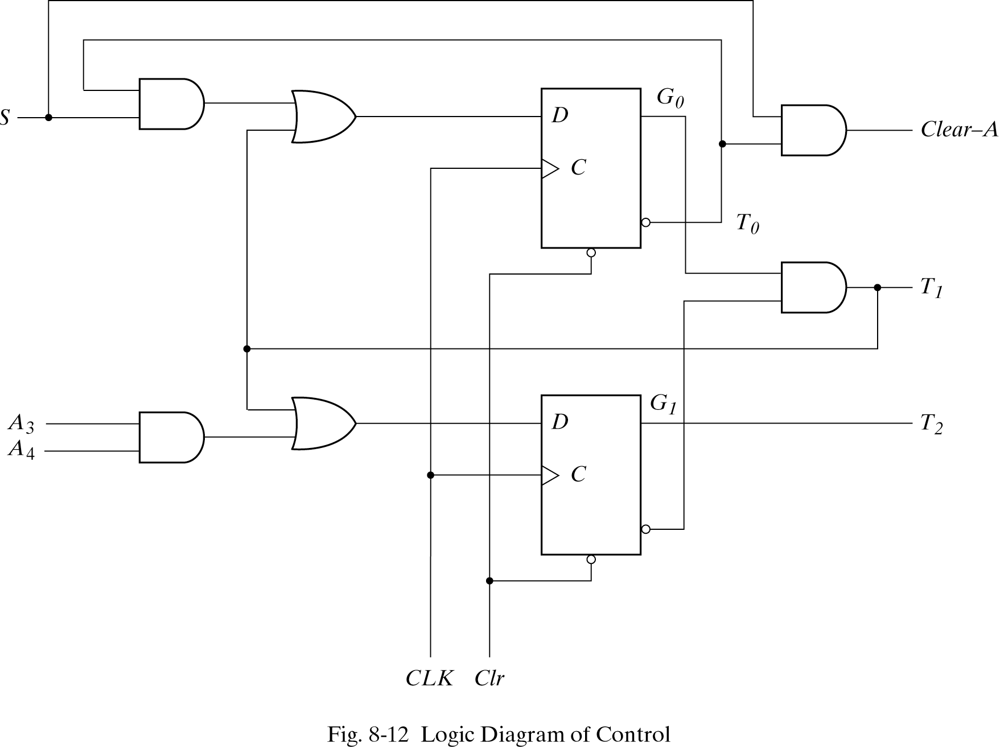 G₀
S
D
Clear–A
C
T₀
T₁
G₁
A₃
D
T₂
A₄
C
CLK Clr
Fig. 8-12 Logic Diagram of Control